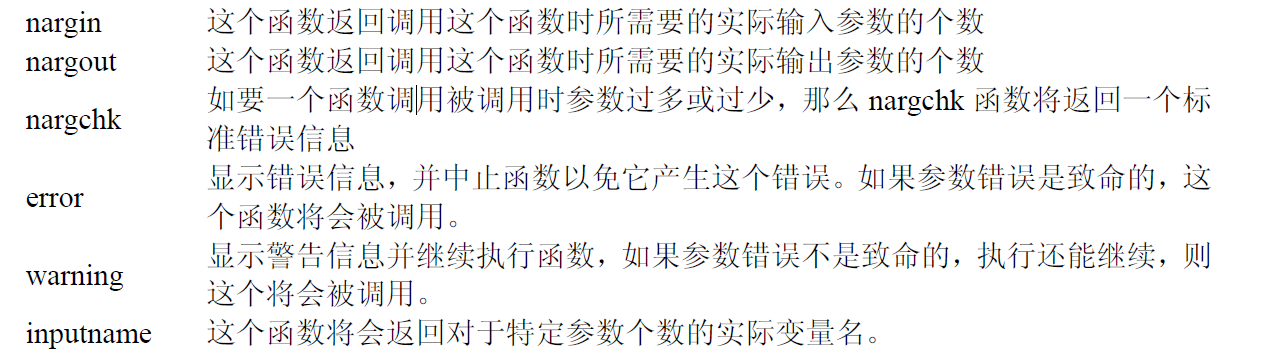 nargin 这个函数返回调用这个函数时所需要的实际输入参数的个数
nargout 这个函数返回调用这个函数时所需要的实际输出参数的个数
nargchk 如要一个函数调用被调用时参数过多或过少，那么 nargchk 函数将返回一个标
准错误信息
error 显示错误信息，并中止函数以免它产生这个错误。如果参数错误是致命的，这
个函数将会被调用。
warning 显示警告信息并继续执行函数，如果参数错误不是致命的，执行还能继续，则
这个将会被调用。
inputname 这个函数将会返回对于特定参数个数的实际变量名。